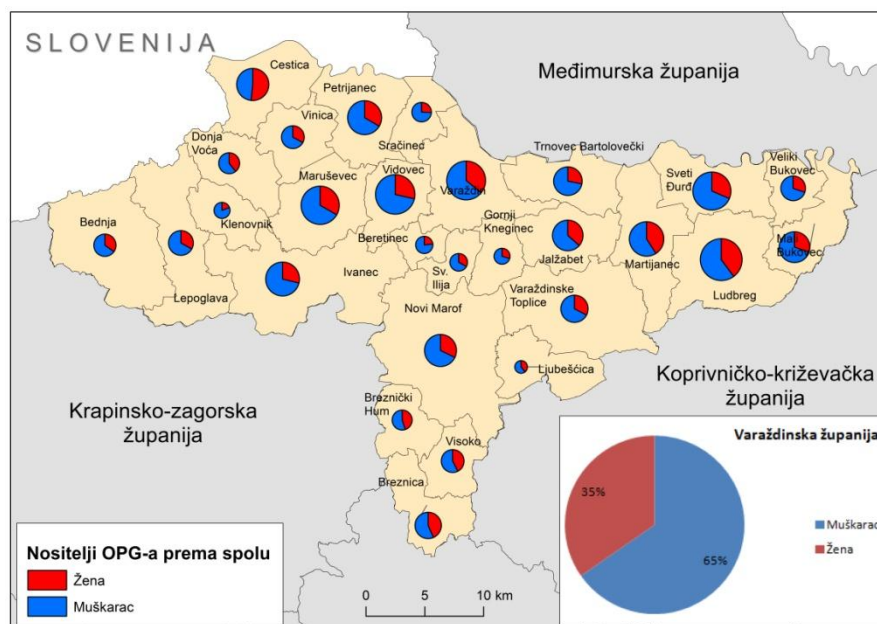 SLOVENIJA
Cestica
Međimurska županija
Petrijanec
Vinica
Sračinec
Trnovec Bartolovečki
Donja
Voća
Veliki
Bukovec
Maruševec
Vidovec
Varaždin
Sveti
Đurđ
Bednja
Klenovnik
Beretinec
Gornji
Kneginec
Mali
Bukovec
Lepoglava
Ivanec
Sv.
Ilija
Jalžabet
Martijanec
Ludbreg
Novi Marof
Varaždinske
Toplice
Ljubešćica
Koprivničko-križevačka
županija
Krapinsko-zagorska
županija
Breznički
Hum
Visoko
Breznica
Varaždinska županija
35%
65%
Muškarac
Žena
Nositelji OPG-a prema spolu
Žena
Muškarac
0 5 10 km